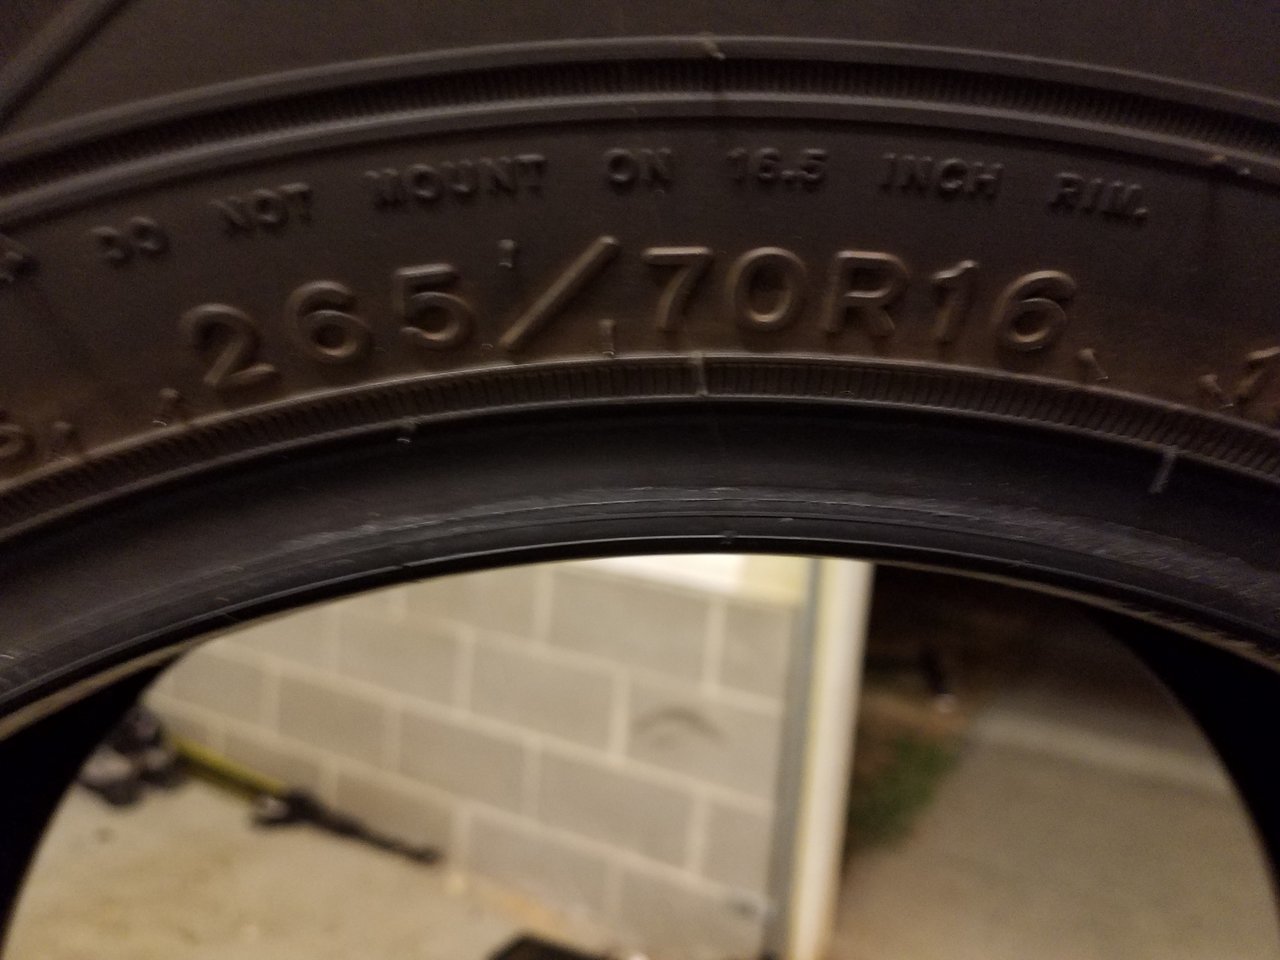 DO NOT MOUNT ON 16.5 INCH RIM.
265/70R16